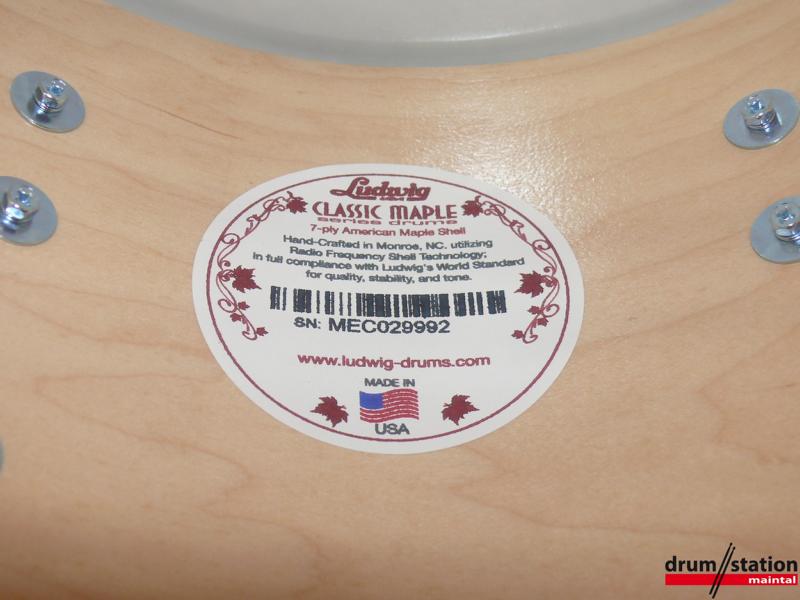 Ludwig
USA
CLASSIC MAPLE
series drums
7-ply American Maple Shell
Hand-Crafted in Monroe, NC. utilizing
Radio Frequency Shell Technology;
In full compliance with Ludwig's World Standard
for quality, stability, and tone.
SN: MEC029992
www.ludwig-drums.com
MADE IN
USA
drum//station
maintal